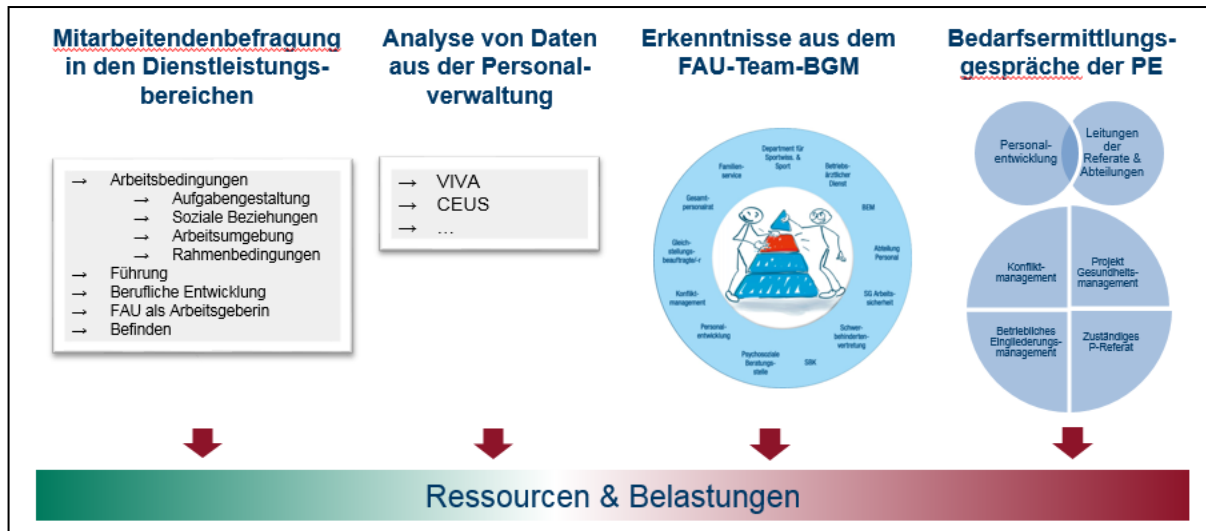 Mitarbeitendenbefragung
in den Dienstleistungs-
bereichen
→ Arbeitsbedingungen
→ Aufgabengestaltung
→ Soziale Beziehungen
→ Arbeitsumgebung
→ Rahmenbedingungen
→ Führung
→ Berufliche Entwicklung
→ FAU als Arbeitsgeberin
→ Befinden
Analyse von Daten
aus der Personal-
verwaltung
→ VIVA
→ CEUS
→ ...
Erkenntnisse aus dem
FAU-Team-BGM
Department für
Sportwiss. &
Sport
Betriebs-
ärztlicher
Dienst
BEM
Abteilung
Personal
SG Arbeits-
sicherheit
Schwer-
behinderten-
vertretung
SBK
Psychosoziale
Beratungs-
stelle
Personal-
entwicklung
Konflikt-
management
Gleich-
stellungs-
beauftragte/-r
Gesamt-
personalrat
Familien-
service
Bedarfsermittlungs-
gespräche der PE
Personal-
entwicklung
Leitungen
der
Referate &
Abteilungen
Konflikt-
management
Projekt
Gesundheits-
management
Betriebliches
Eingliederungs-
management
Zuständiges
P-Referat
Ressourcen & Belastungen